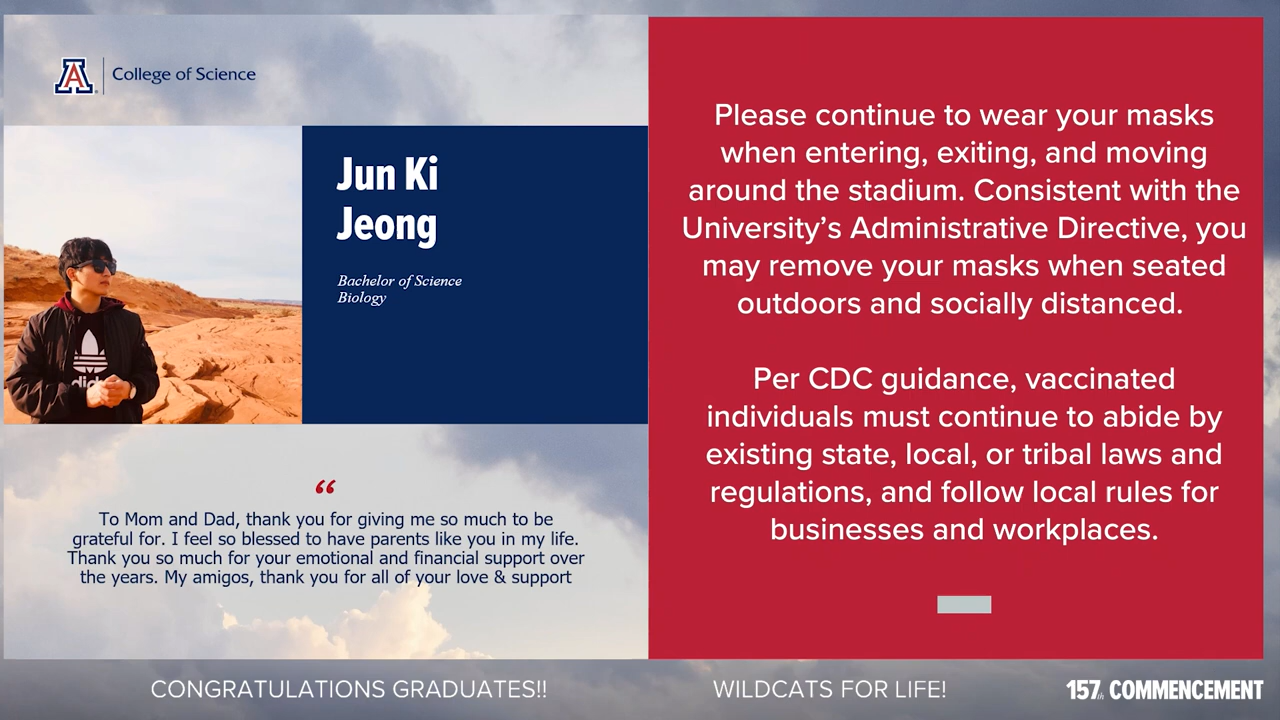 A
College of Science
Jun Ki
Jeong
Bachelor of Science
Biology
“
To Mom and Dad, thank you for giving me so much to be
grateful for. I feel so blessed to have parents like you in my life.
Thank you so much for your emotional and financial support over
the years. My amigos, thank you for all of your love & support
Please continue to wear your masks
when entering, exiting, and moving
around the stadium. Consistent with the
University’s Administrative Directive, you
may remove your masks when seated
outdoors and socially distanced.
Per CDC guidance, vaccinated
individuals must continue to abide by
existing state, local, or tribal laws and
regulations, and follow local rules for
businesses and workplaces.
CONGRATULATIONS GRADUATES!!
WILDCATS FOR LIFE!
157th COMMENCEMENT